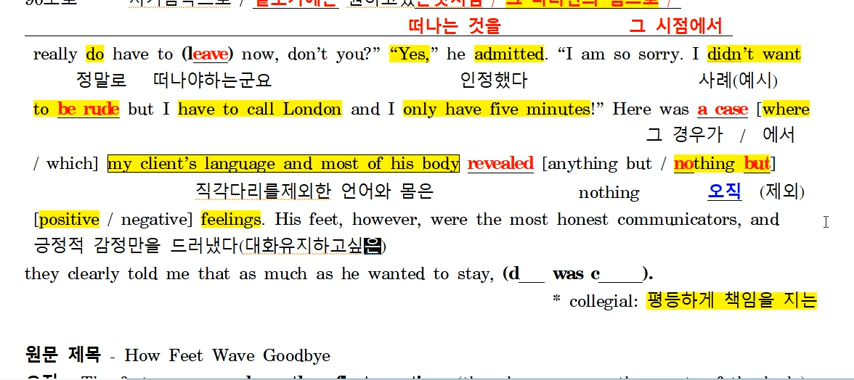 떠나는 것을 그 시점에서
really do have to (leave) now, don't you?" "Yes," he admitted. "I am so sorry. I didn't want
정말로 떠나야하는군요 인정했다 사례(예시)
to be rude but I have to call London and I only have five minutes!" Here was a case [where
그 경우가 / 에서
/ which] my client's language and most of his body revealed [anything but / nothing but]
직각다리를제외한 언어와 몸은 nothing 오직 (제외)
[positive / negative] feelings. His feet, however, were the most honest communicators, and
긍정적 감정만을 드러냈다(대화유지하고싶은)
they clearly told me that as much as he wanted to stay, (d___ was c_____).
* collegial: 평등하게 책임을 지는
원문 제목 - How Feet Wave Goodbye